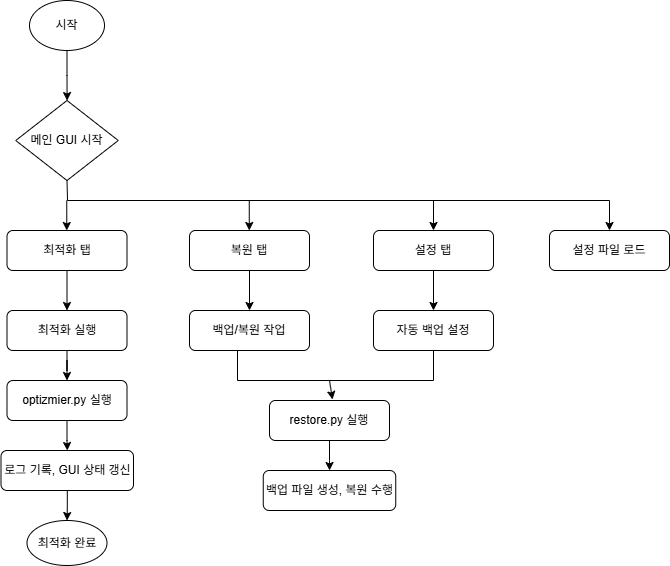 시작
메인 GUI 시작
최적화 탭
복원 탭
설정 탭
설정 파일 로드
최적화 실행
백업/복원 작업
자동 백업 설정
optizmier.py 실행
restore.py 실행
로그 기록, GUI 상태 갱신
백업 파일 생성, 복원 수행
최적화 완료